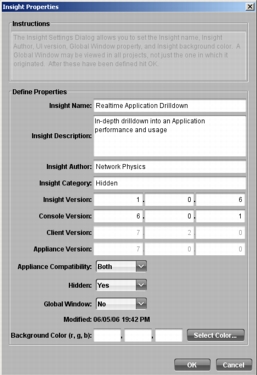 Insight Properties
Instructions
The Insight Settings Dialog allows you to set the insight name, Insight
Author, UI version, Global Window property, and insight background color. A
Global Window may be viewed in all projects, not just the one in which it
originated. After these have been defined hit OK.
Define Properties
Insight Name: Realtime Application Drilldown
Insight Description: In-depth drilldown into an Application
performance and usage
Insight Author: Network Physics
Insight Category: Hidden
Insight Version: 1 . 0 . 6
Console Version: 6 . 0 . 1
Client Version: 7 . 2 . 0
Appliance Version: 7 . 0 . 0
Appliance Compatibility: Both
Hidden: Yes
Global Window: No
Modified: 06/05/06 19:42 PM
Background Color (r, g, b): , , Select Color...
OK Cancel